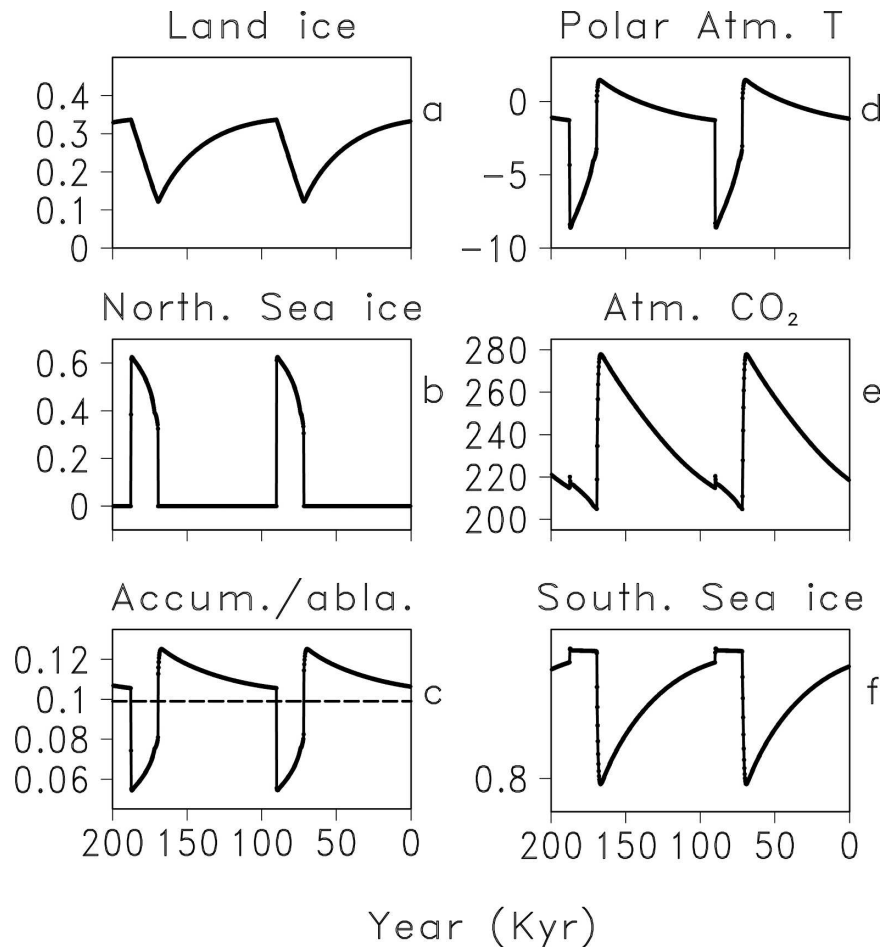 Land ice
0.4
0.3
0.2
0.1
0
a
Polar Atm. T
0
−5
−10
d
North. Sea ice
0.6
0.4
0.2
0
b
Atm. CO₂
280
260
240
220
200
e
Accum./abla.
0.12
0.1
0.08
0.06
c
200 150 100 50 0
South. Sea ice
0.8
f
200 150 100 50 0
Year (Kyr)